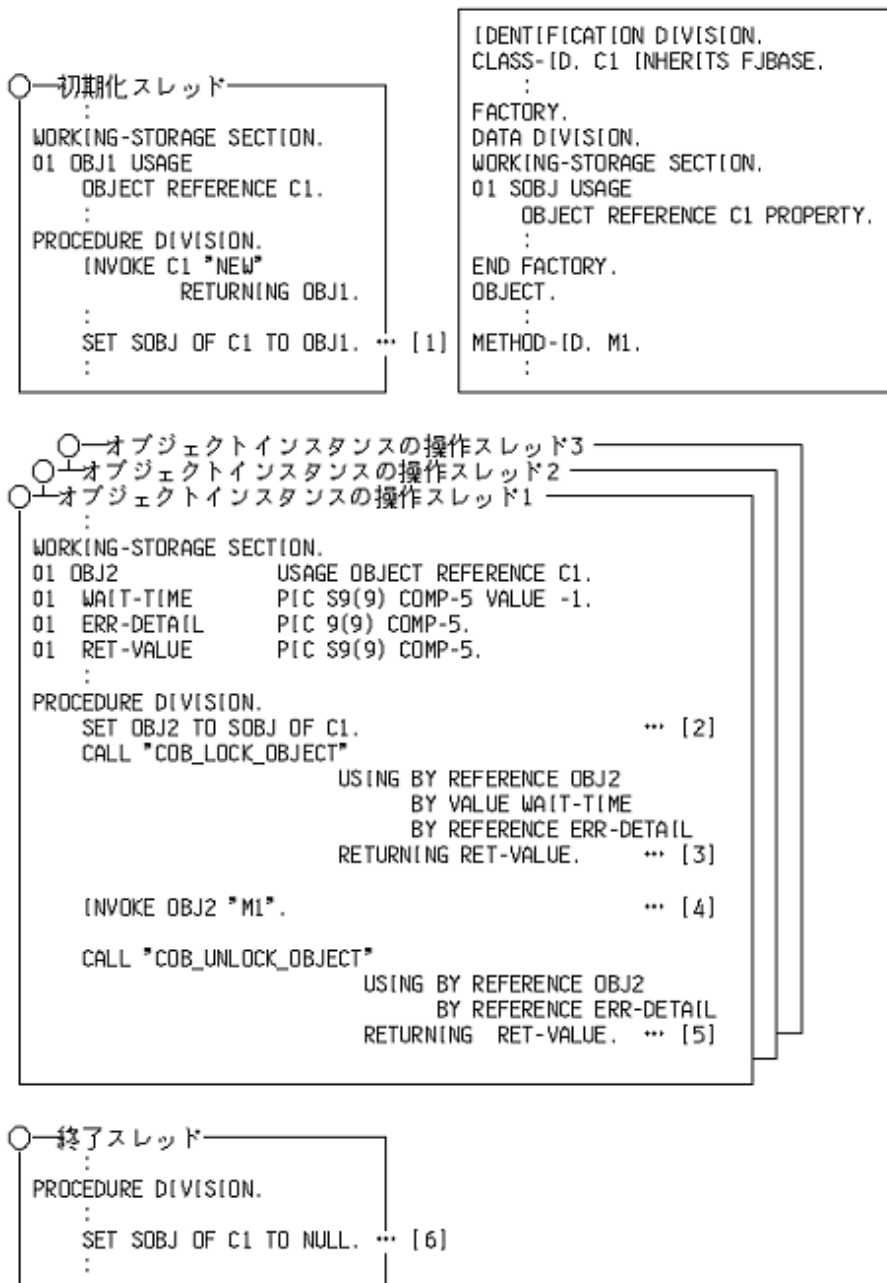 初期化スレッド
:
WORKING-STORAGE SECTION.
01 OBJ1 USAGE
OBJECT REFERENCE C1.
:
PROCEDURE DIVISION.
INVOKE C1 "NEW"
RETURNING OBJ1.
:
SET SOBJ OF C1 TO OBJ1. … [1]
:
IDENTIFICATION DIVISION.
CLASS-ID. C1 INHERITS FJBASE.
:
FACTORY.
DATA DIVISION.
WORKING-STORAGE SECTION.
01 SOBJ USAGE
OBJECT REFERENCE C1 PROPERTY.
:
END FACTORY.
OBJECT.
:
METHOD-ID. M1.
:
オブジェクトインスタンスの操作スレッド3
オブジェクトインスタンスの操作スレッド2
オブジェクトインスタンスの操作スレッド1
:
WORKING-STORAGE SECTION.
01 OBJ2 USAGE OBJECT REFERENCE C1.
01 WAIT-TIME PIC S9(9) COMP-5 VALUE -1.
01 ERR-DETAIL PIC 9(9) COMP-5.
01 RET-VALUE PIC S9(9) COMP-5.
:
PROCEDURE DIVISION.
SET OBJ2 TO SOBJ OF C1. … [2]
CALL "COB_LOCK_OBJECT"
USING BY REFERENCE OBJ2
BY VALUE WAIT-TIME
BY REFERENCE ERR-DETAIL
RETURNING RET-VALUE. … [3]
INVOKE OBJ2 "M1". … [4]
CALL "COB_UNLOCK_OBJECT"
USING BY REFERENCE OBJ2
BY REFERENCE ERR-DETAIL
RETURNING RET-VALUE. … [5]
終了スレッド
:
PROCEDURE DIVISION.
:
SET SOBJ OF C1 TO NULL. … [6]
: